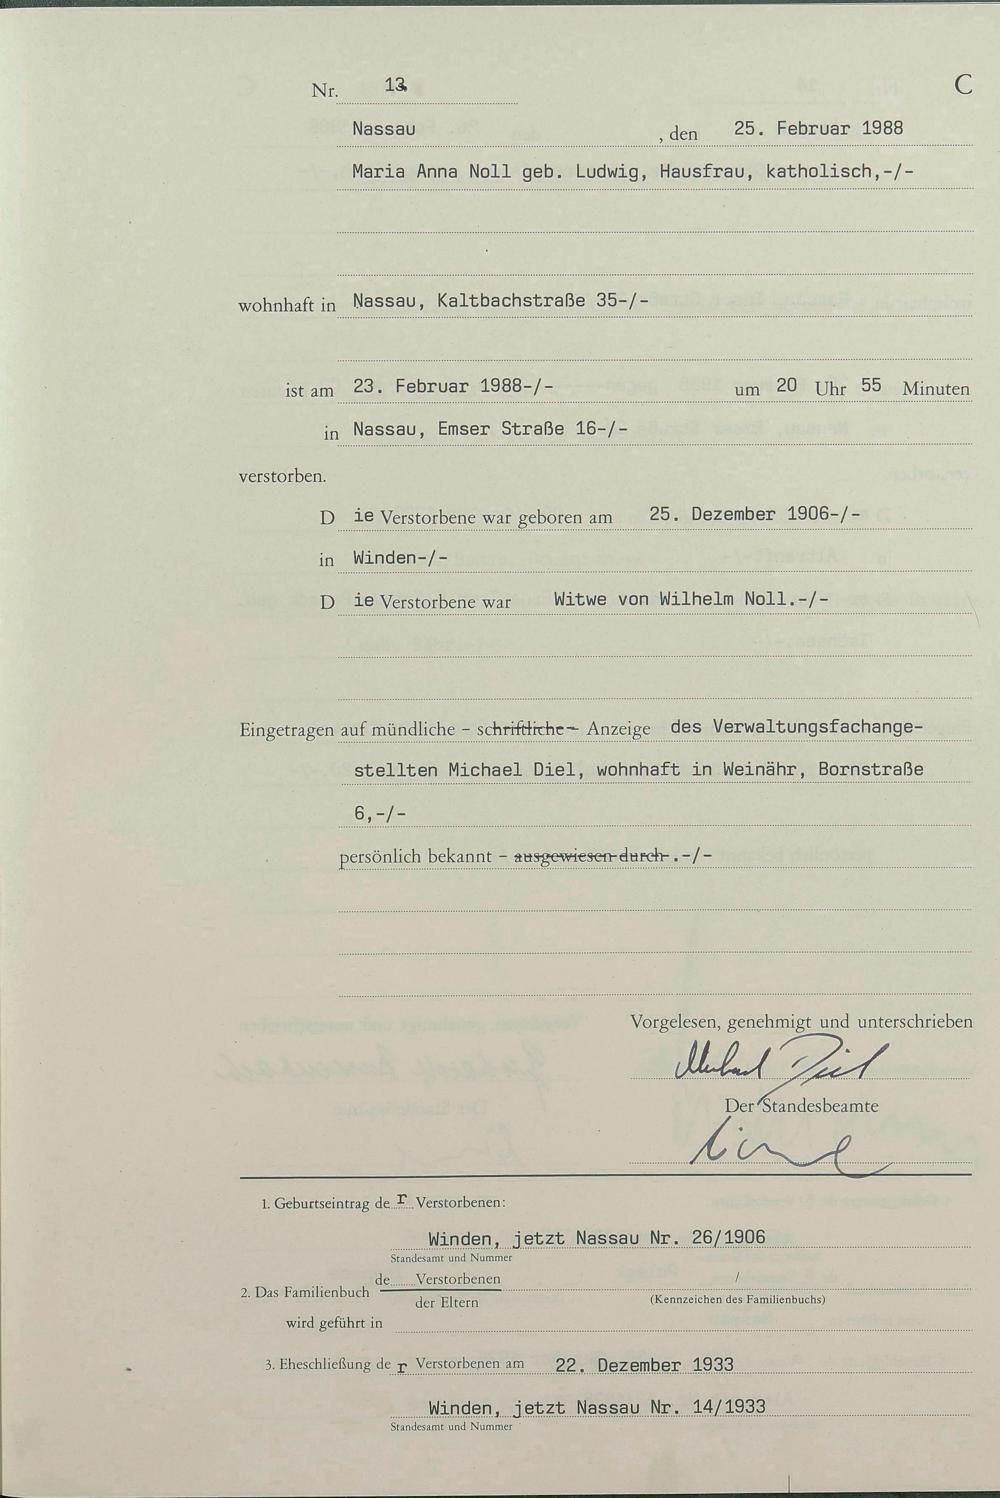 Nr. 13 C
Nassau , den 25. Februar 1988
Maria Anna Noll geb. Ludwig, Hausfrau, katholisch,-/-
wohnhaft in Nassau, Kaltbachstraße 35-/-
ist am 23. Februar 1988-/- um 20 Uhr 55 Minuten
in Nassau, Emser Straße 16-/-
verstorben.
D ie Verstorbene war geboren am 25. Dezember 1906-/-
in Winden-/-
D ie Verstorbene war Witwe von Wilhelm Noll.-/-
Eingetragen auf mündliche – schriftliche – Anzeige des Verwaltungsfachange-
stellten Michael Diel, wohnhaft in Weinähr, Bornstraße
6,-/-
persönlich bekannt – ausgewiesen durch .-/-
Vorgelesen, genehmigt und unterschrieben
Michael Diel
Der Standesbeamte
1. Geburtseintrag de r Verstorbenen:
Winden, jetzt Nassau Nr. 26/1906
Standesamt und Nummer
2. Das Familienbuch de Verstorbenen /
der Eltern (Kennzeichen des Familienbuchs)
wird geführt in
3. Eheschließung de r Verstorbenen am 22. Dezember 1933
Winden, jetzt Nassau Nr. 14/1933
Standesamt und Nummer